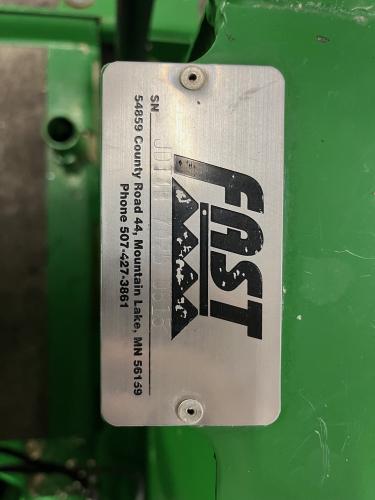 FAST
SN
54859 County Road 44, Mountain Lake, MN 56159
Phone 507-427-3861